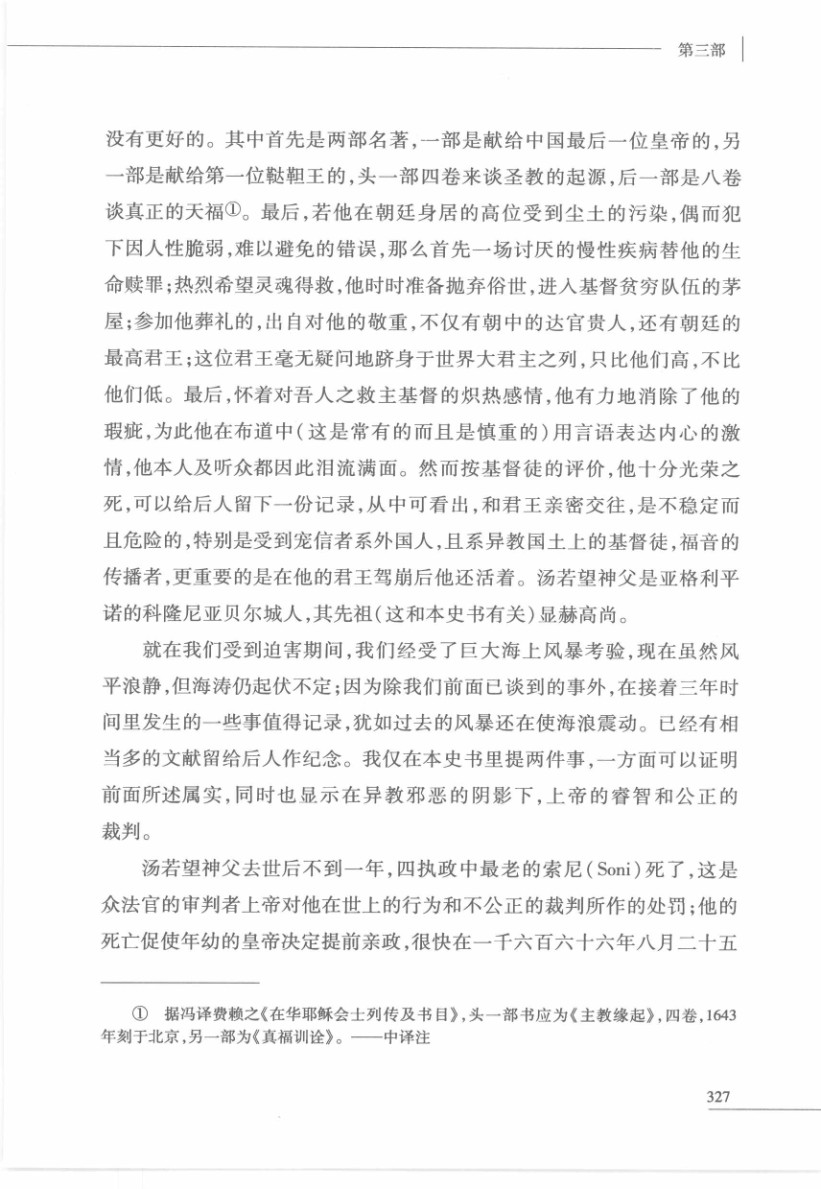 第三部
没有更好的。其中首先是两部名著,一部是献给中国最后一位皇帝的,另
一部是献给第一位鞑靼王的,头一部四卷来谈圣教的起源,后一部是八卷
谈真正的天福①。最后,若他在朝廷身居的高位受到尘土的污染,偶而犯
下因人性脆弱,难以避免的错误,那么首先一场讨厌的慢性疾病替他的生
命赎罪;热烈希望灵魂得救,他时时准备抛弃俗世,进入基督贫穷队伍的茅
屋;参加他葬礼的,出自对他的敬重,不仅有朝中的达官贵人,还有朝廷的
最高君王;这位君王毫无疑问地跻身于世界大君主之列,只比他们高,不比
他们低。最后,怀着对吾人之救主基督的炽热感情,他有力地消除了他的
瑕疵,为此他在布道中(这是常有的而且是慎重的)用言语表达内心的激
情,他本人及听众都因此泪流满面。然而按基督徒的评价,他十分光荣之
死,可以给后人留下一份记录,从中可看出,和君王亲密交往,是不稳定而
且危险的,特别是受到宠信者系外国人,且系异教国土上的基督徒,福音的
传播者,更重要的是在他的君王驾崩后他还活着。汤若望神父是亚格利平
诺的科隆尼亚贝尔城人,其先祖(这和本史书有关)显赫高尚。
就在我们受到迫害期间,我们经受了巨大海上风暴考验,现在虽然风
平浪静,但海涛仍起伏不定;因为除我们前面已谈到的事外,在接着三年时
间里发生的一些事值得记录,犹如过去的风暴还在使海浪震动。已经有相
当多的文献留给后人作纪念。我仅在本史书里提两件事,一方面可以证明
前面所述属实,同时也显示在异教邪恶的阴影下,上帝的睿智和公正的
裁判。
汤若望神父去世后不到一年,四执政中最老的索尼(Soni)死了,这是
众法官的审判者上帝对他在世上的行为和不公正的裁判所作的处罚;他的
死亡促使年幼的皇帝决定提前亲政,很快在一千六百六十六年八月二十五
① 据冯译费赖之《在华耶稣会士列传及书目》,头一部书应为《主教缘起》,四卷,1643
年刻于北京,另一部为《真福训诠》。——中译注
327